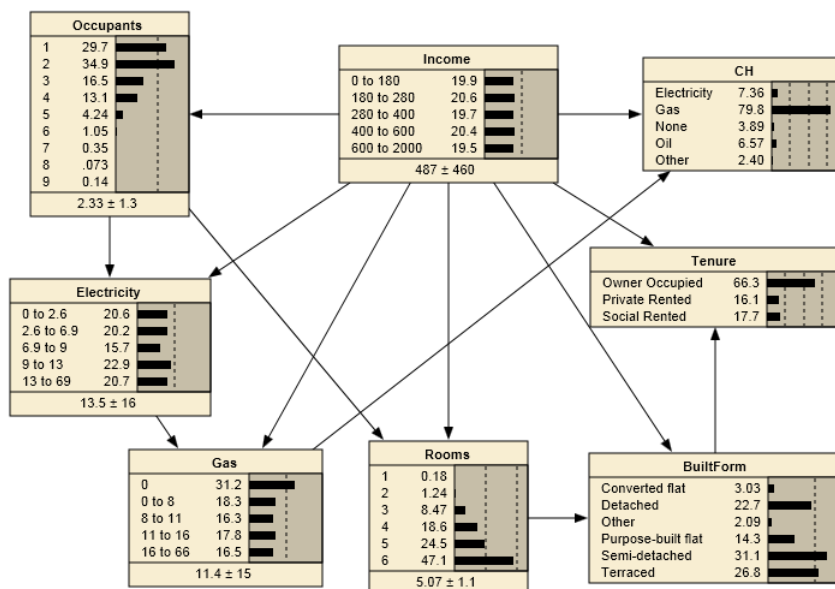 Occupants
1 29.7
2 34.9
3 16.5
4 13.1
5 4.24
6 1.05
7 0.35
8 .073
9 0.14
2.33 ± 1.3
Income
0 to 180 19.9
180 to 280 20.6
280 to 400 19.7
400 to 600 20.4
600 to 2000 19.5
487 ± 460
CH
Electricity 7.36
Gas 79.8
None 3.89
Oil 6.57
Other 2.40
Electricity
0 to 2.6 20.6
2.6 to 6.9 20.2
6.9 to 9 15.7
9 to 13 22.9
13 to 69 20.7
13.5 ± 16
Tenure
Owner Occupied 66.3
Private Rented 16.1
Social Rented 17.7
Gas
0 31.2
0 to 8 18.3
8 to 11 16.3
11 to 16 17.8
16 to 66 16.5
11.4 ± 15
Rooms
1 0.18
2 1.24
3 8.47
4 18.6
5 24.5
6 47.1
5.07 ± 1.1
BuiltForm
Converted flat 3.03
Detached 22.7
Other 2.09
Purpose-built flat 14.3
Semi-detached 31.1
Terraced 26.8